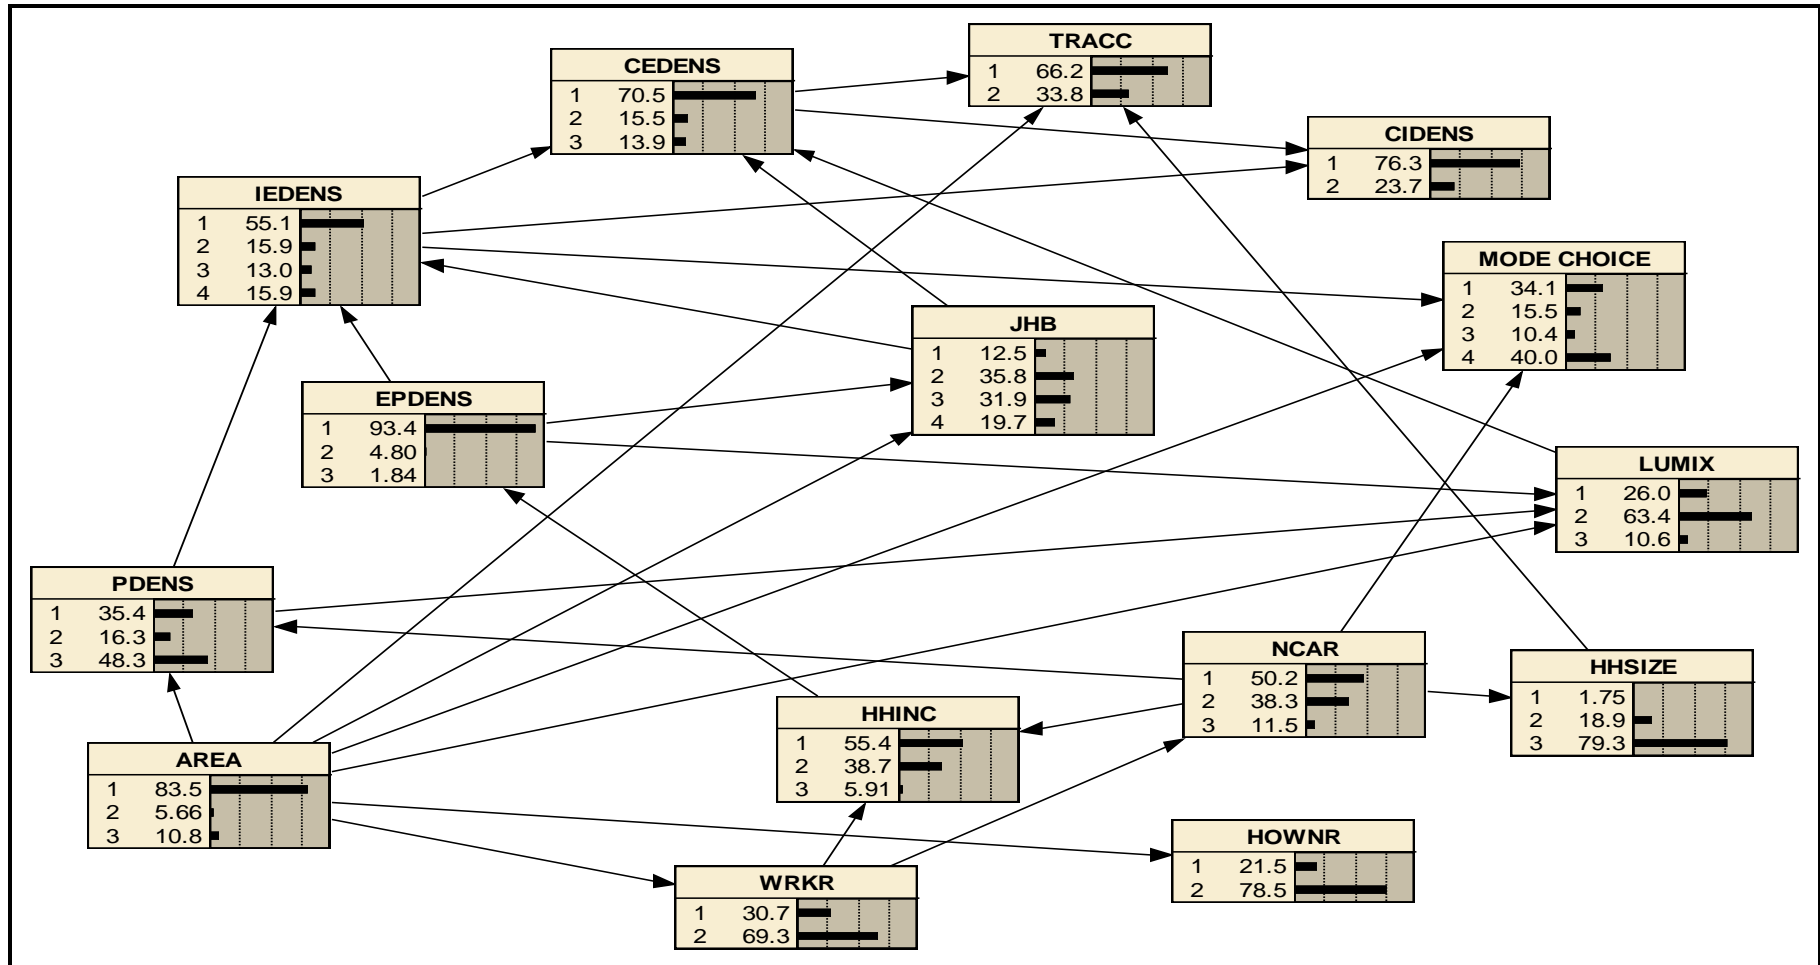 TRACC
1 66.2
2 33.8
CEDENS
1 70.5
2 15.5
3 13.9
CIDENS
1 76.3
2 23.7
IEDENS
1 55.1
2 15.9
3 13.0
4 15.9
MODE CHOICE
1 34.1
2 15.5
3 10.4
4 40.0
JHB
1 12.5
2 35.8
3 31.9
4 19.7
EPDENS
1 93.4
2 4.80
3 1.84
LUMIX
1 26.0
2 63.4
3 10.6
PDENS
1 35.4
2 16.3
3 48.3
NCAR
1 50.2
2 38.3
3 11.5
HHSIZE
1 1.75
2 18.9
3 79.3
HHINC
1 55.4
2 38.7
3 5.91
AREA
1 83.5
2 5.66
3 10.8
HOWNR
1 21.5
2 78.5
WRKR
1 30.7
2 69.3